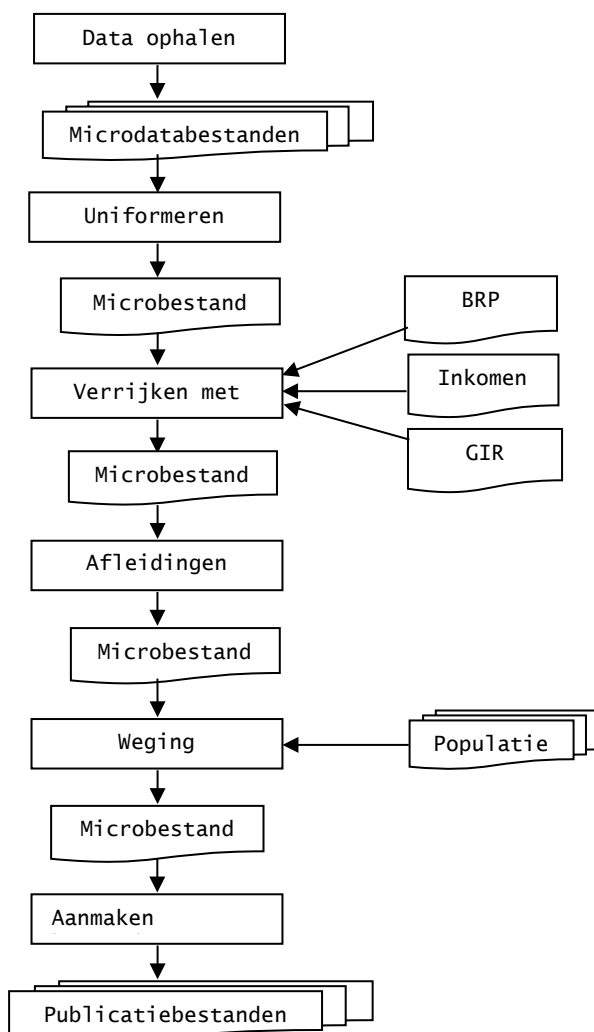 Data ophalen
Microdatabestanden
Uniformeren
Microbestand
BRP
Verrijken met
Inkomen
GIR
Microbestand
Afleidingen
Microbestand
Weging
Populatie
Microbestand
Aanmaken
Publicatiebestanden